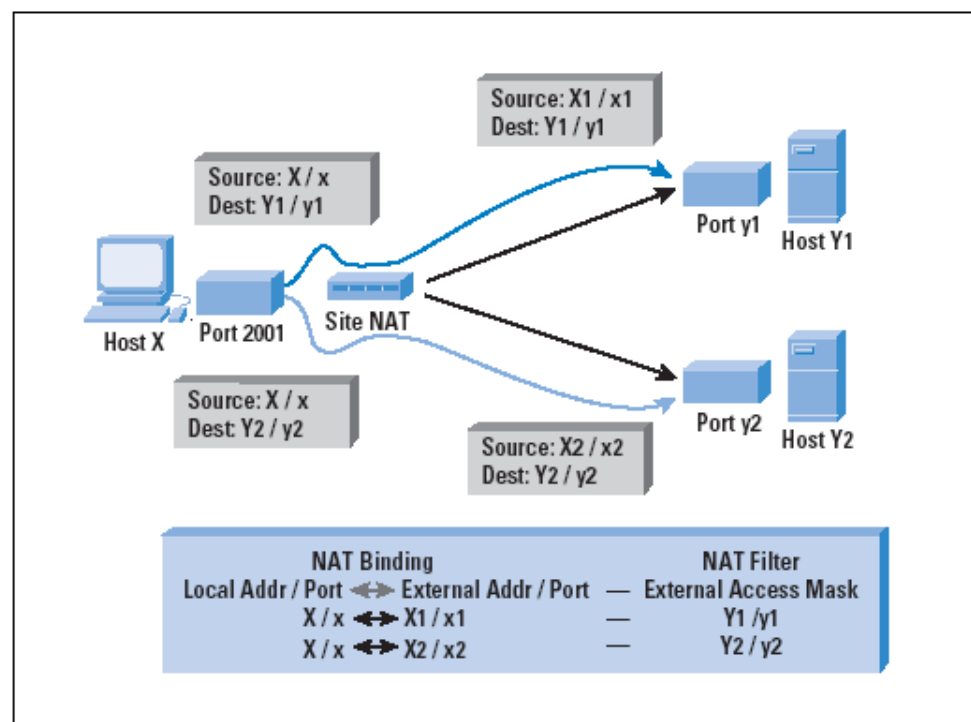 Source: X1 / x1
Dest: Y1 / y1
Source: X / x
Dest: Y1 / y1
Port y1
Host Y1
Host X
Port 2001
Site NAT
Source: X / x
Dest: Y2 / y2
Source: X2 / x2
Dest: Y2 / y2
Port y2
Host Y2
NAT Binding NAT Filter
Local Addr / Port External Addr / Port — External Access Mask
X / x X1 / x1 — Y1 /y1
X / x X2 / x2 — Y2 / y2